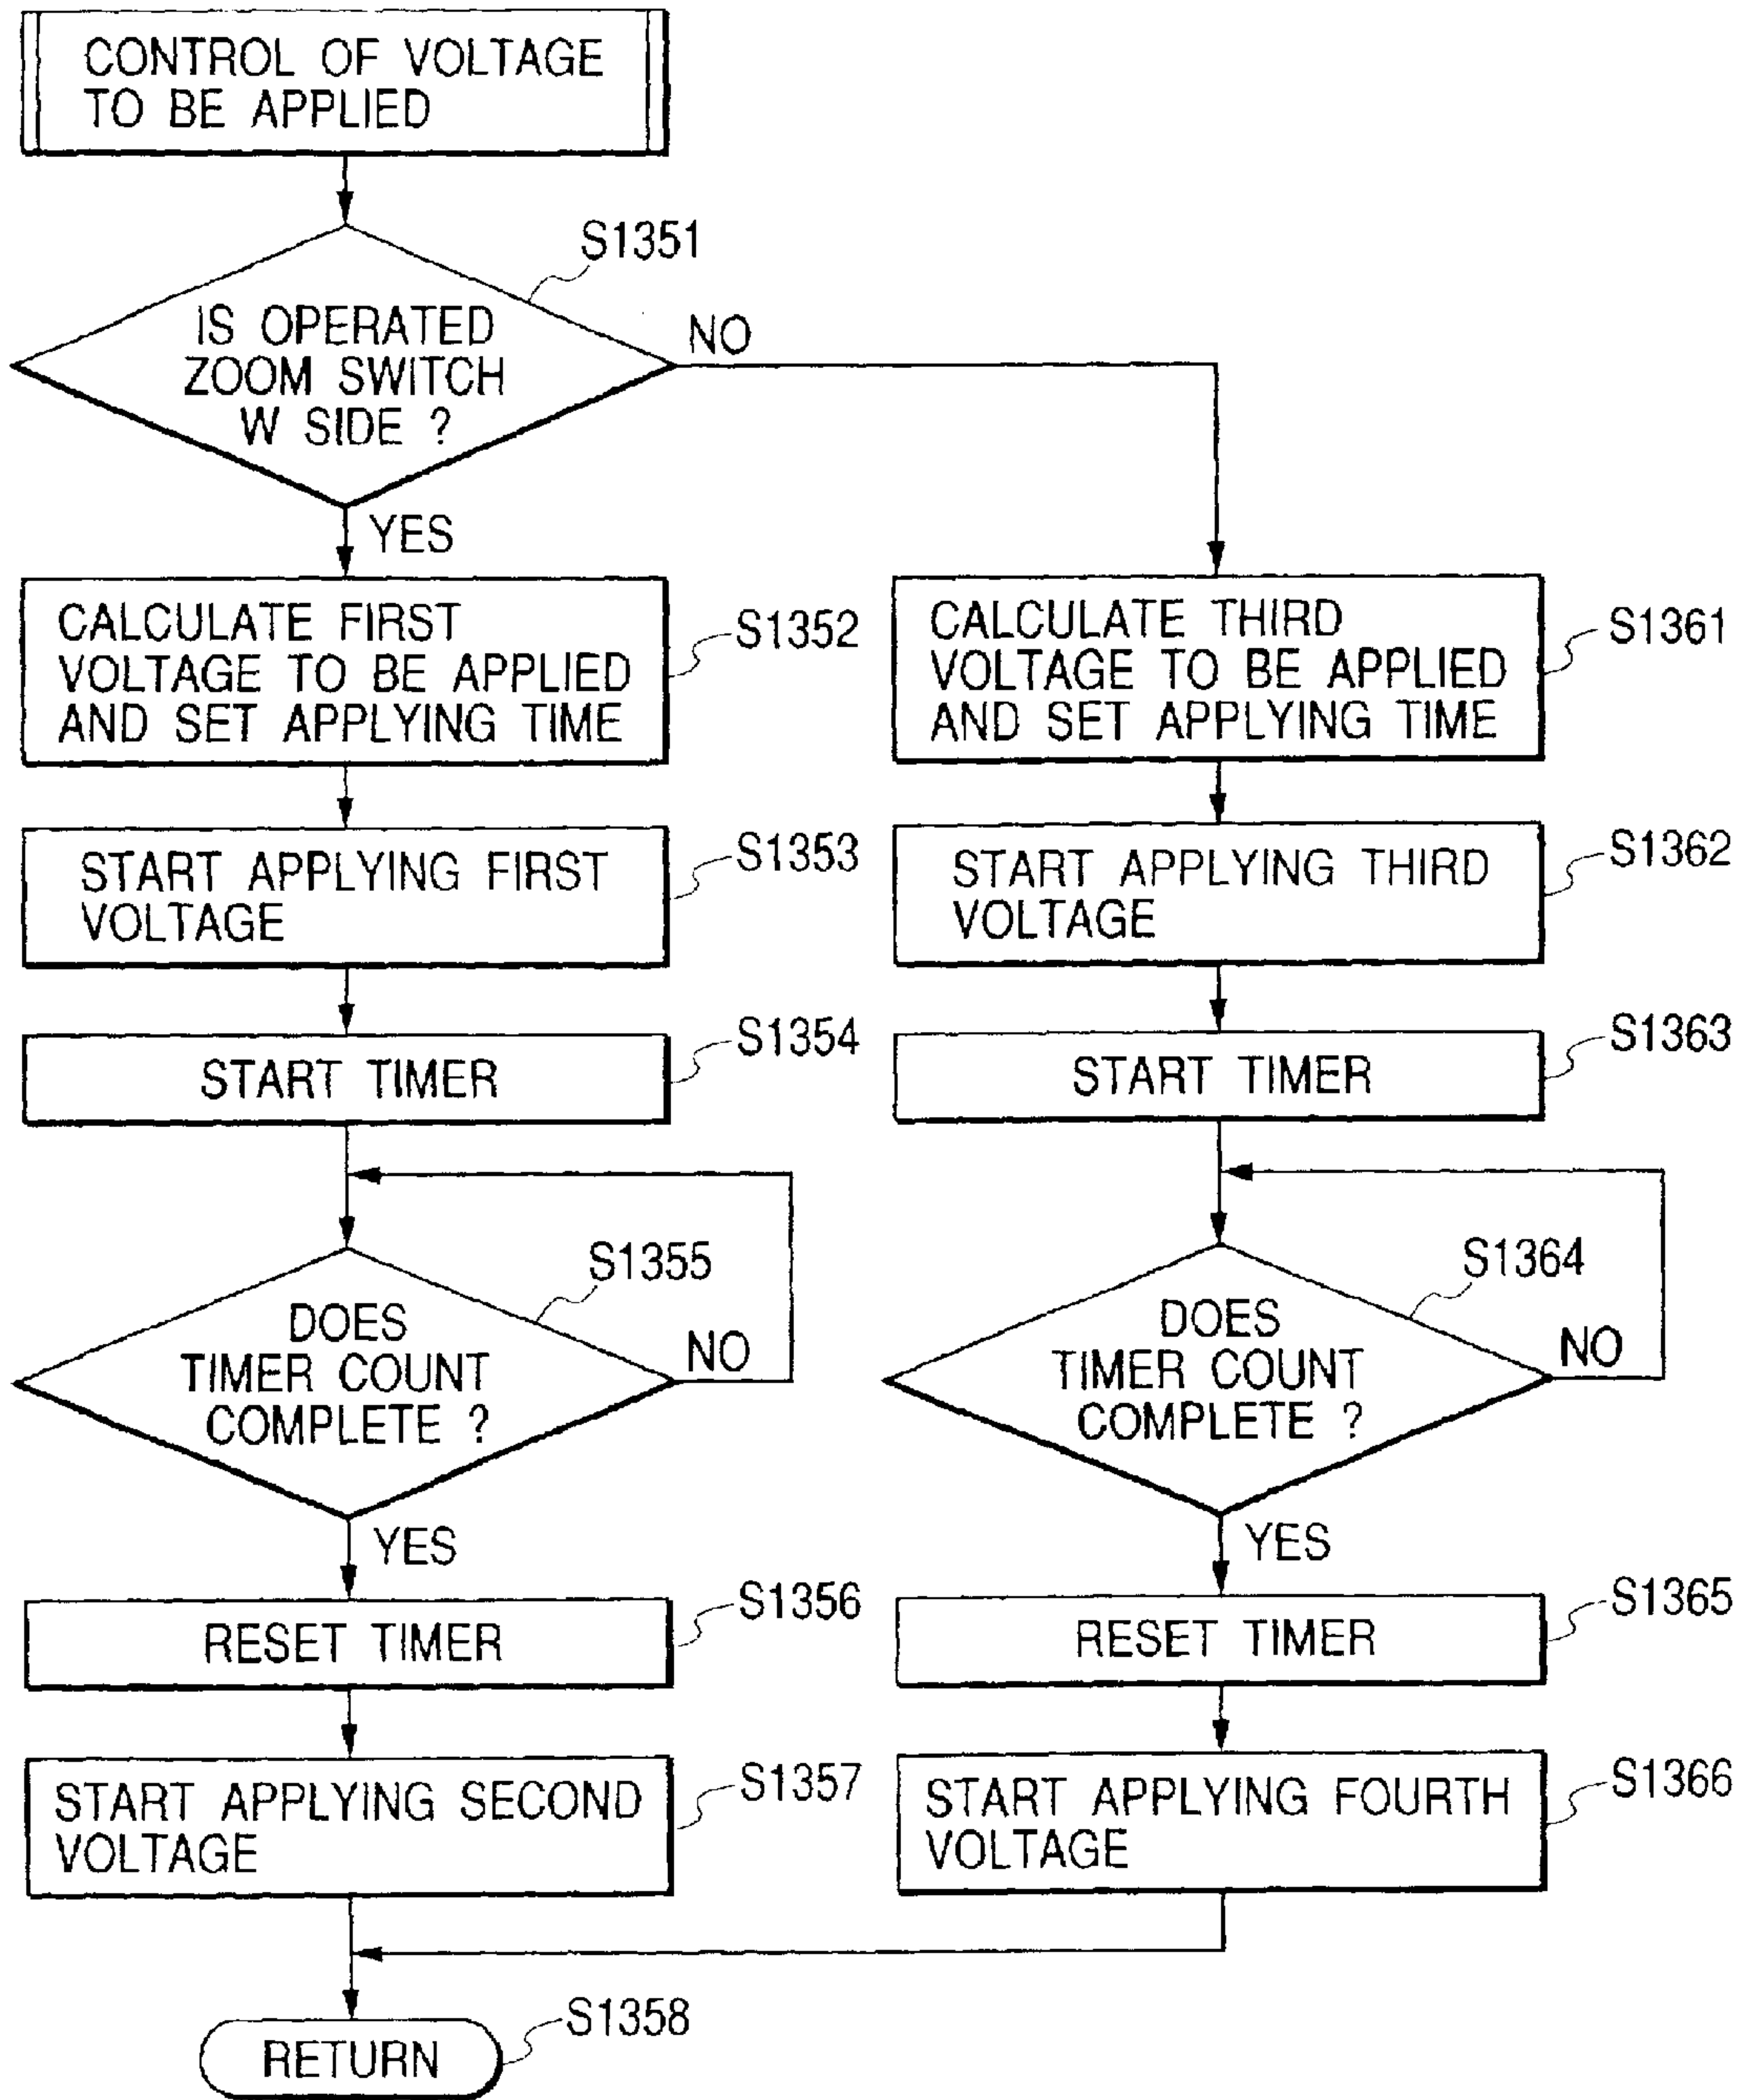 CONTROL OF VOLTAGE
TO BE APPLIED
S1351
IS OPERATED
ZOOM SWITCH
W SIDE ?
NO
YES
CALCULATE FIRST
VOLTAGE TO BE APPLIED
AND SET APPLYING TIME
S1352
START APPLYING FIRST
VOLTAGE
S1353
START TIMER
S1354
S1355
DOES
TIMER COUNT
COMPLETE ?
NO
YES
RESET TIMER
S1356
START APPLYING SECOND
VOLTAGE
S1357
CALCULATE THIRD
VOLTAGE TO BE APPLIED
AND SET APPLYING TIME
S1361
START APPLYING THIRD
VOLTAGE
S1362
START TIMER
S1363
S1364
DOES
TIMER COUNT
COMPLETE ?
NO
YES
RESET TIMER
S1365
START APPLYING FOURTH
VOLTAGE
S1366
RETURN
S1358